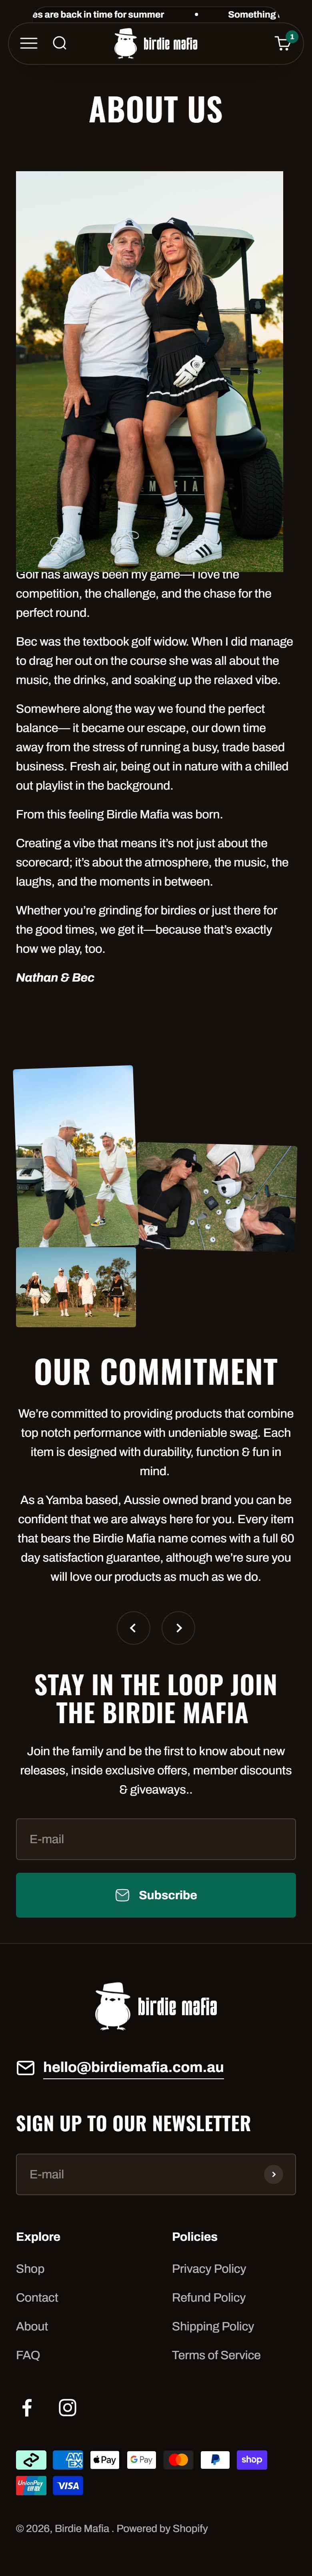 es are back in time for summer • Something
birdie mafia
1
ABOUT US
MAFIA
Golf has always been my game—I love the
competition, the challenge, and the chase for the
perfect round.
Bec was the textbook golf widow. When I did manage
to drag her out on the course she was all about the
music, the drinks, and soaking up the relaxed vibe.
Somewhere along the way we found the perfect
balance— it became our escape, our down time
away from the stress of running a busy, trade based
business. Fresh air, being out in nature with a chilled
out playlist in the background.
From this feeling Birdie Mafia was born.
Creating a vibe that means it’s not just about the
scorecard; it’s about the atmosphere, the music, the
laughs, and the moments in between.
Whether you’re grinding for birdies or just there for
the good times, we get it—because that’s exactly
how we play, too.
Nathan & Bec
OUR COMMITMENT
We’re committed to providing products that combine
top notch performance with undeniable swag. Each
item is designed with durability, function & fun in
mind.
As a Yamba based, Aussie owned brand you can be
confident that we are always here for you. Every item
that bears the Birdie Mafia name comes with a full 60
day satisfaction guarantee, although we’re sure you
will love our products as much as we do.
STAY IN THE LOOP JOIN
THE BIRDIE MAFIA
Join the family and be the first to know about new
releases, inside exclusive offers, member discounts
& giveaways..
E-mail
Subscribe
birdie mafia
hello@birdiemafia.com.au
SIGN UP TO OUR NEWSLETTER
E-mail
Explore
Shop
Contact
About
FAQ
Policies
Privacy Policy
Refund Policy
Shipping Policy
Terms of Service
AMEX
Pay
G Pay
shop
UnionPay
VISA
© 2026, Birdie Mafia . Powered by Shopify